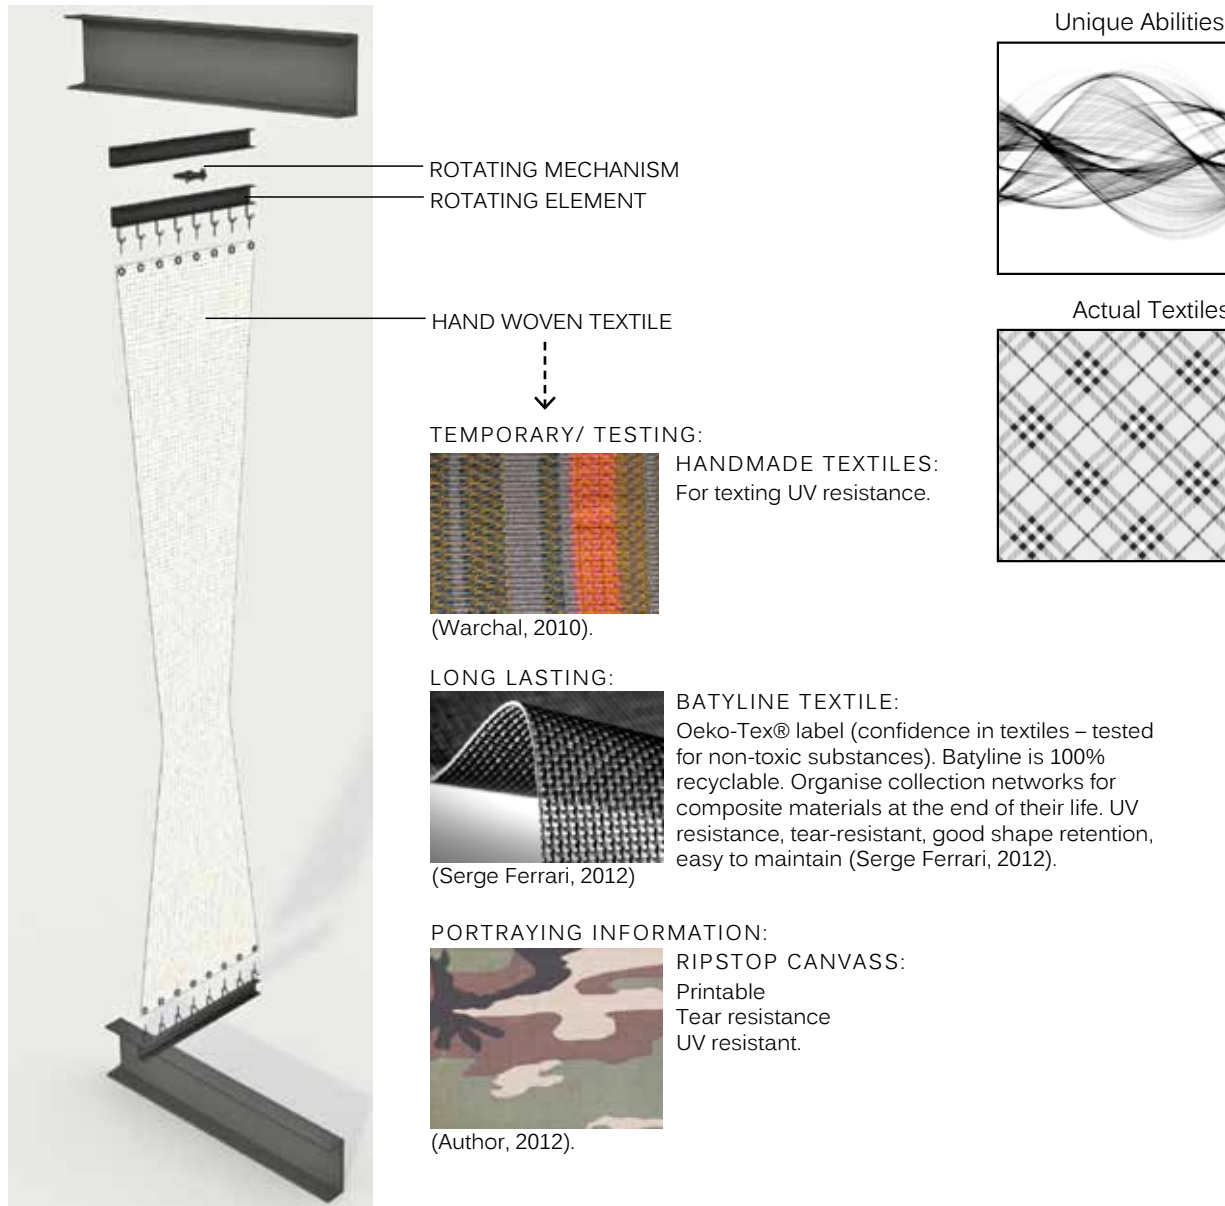 Unique Abilities
ROTATING MECHANISM
ROTATING ELEMENT
HAND WOVEN TEXTILE
Actual Textiles
TEMPORARY/ TESTING:
HANDMADE TEXTILES:
For texting UV resistance.
(Warchal, 2010).
LONG LASTING:
BATYLINE TEXTILE:
Oeko-Tex® label (confidence in textiles – tested
for non-toxic substances). Batyline is 100%
recyclable. Organise collection networks for
composite materials at the end of their life. UV
resistance, tear-resistant, good shape retention,
easy to maintain (Serge Ferrari, 2012).
(Serge Ferrari, 2012)
PORTRAYING INFORMATION:
RIPSTOP CANVASS:
Printable
Tear resistance
UV resistant.
(Author, 2012).